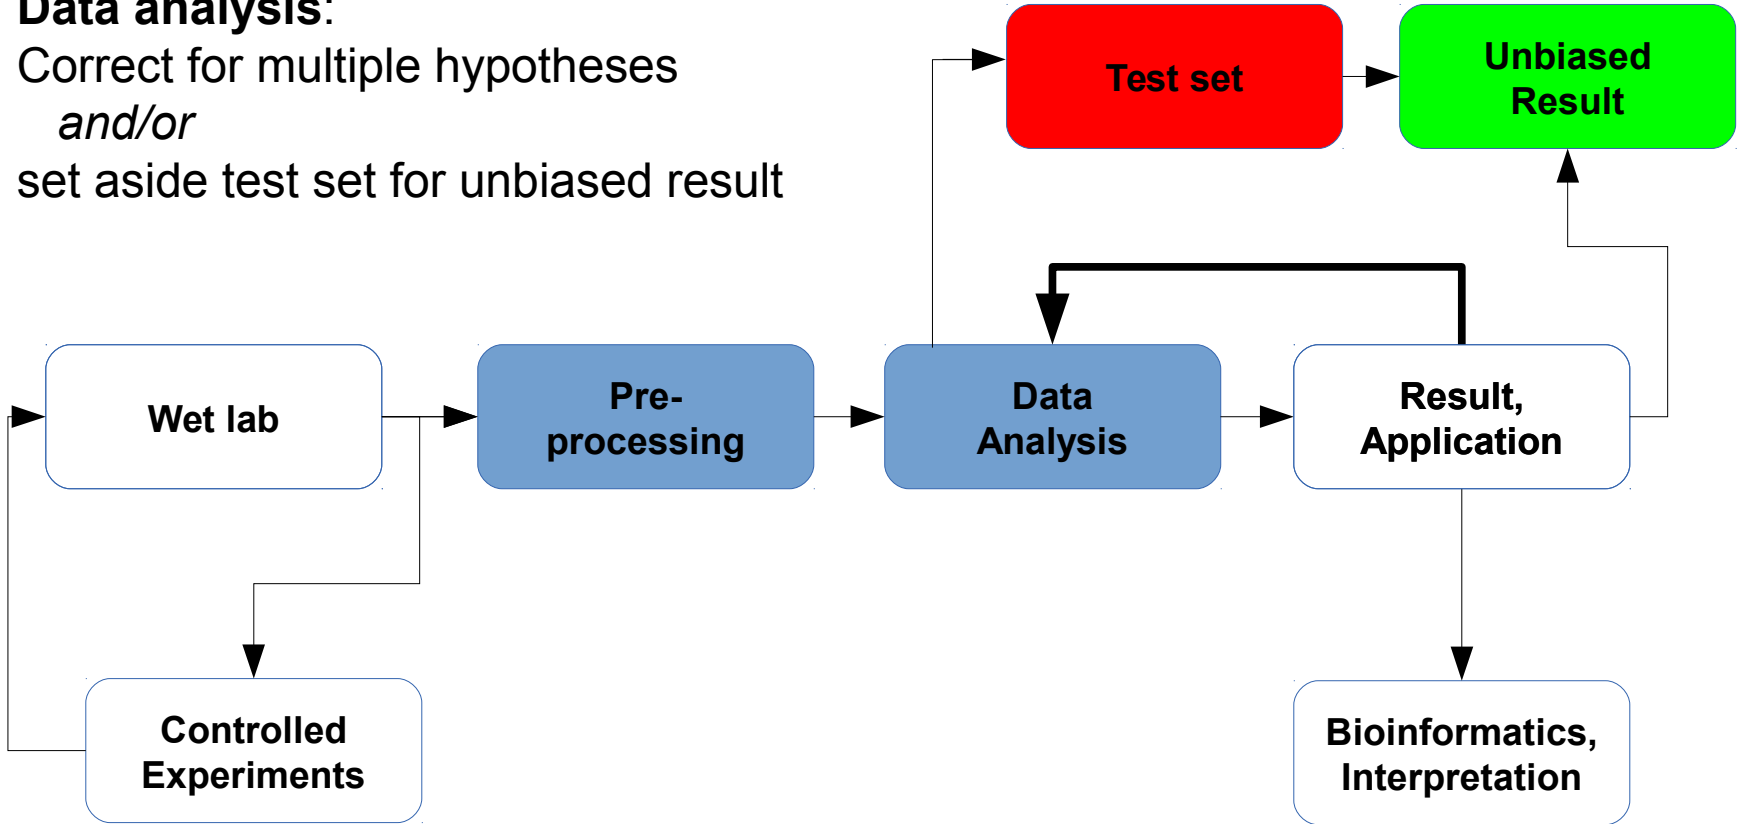 Data analysis:
Correct for multiple hypotheses
and/or
set aside test set for unbiased result
Test set
Unbiased
Result
Wet lab
Pre-
processing
Data
Analysis
Result,
Application
Controlled
Experiments
Bioinformatics,
Interpretation